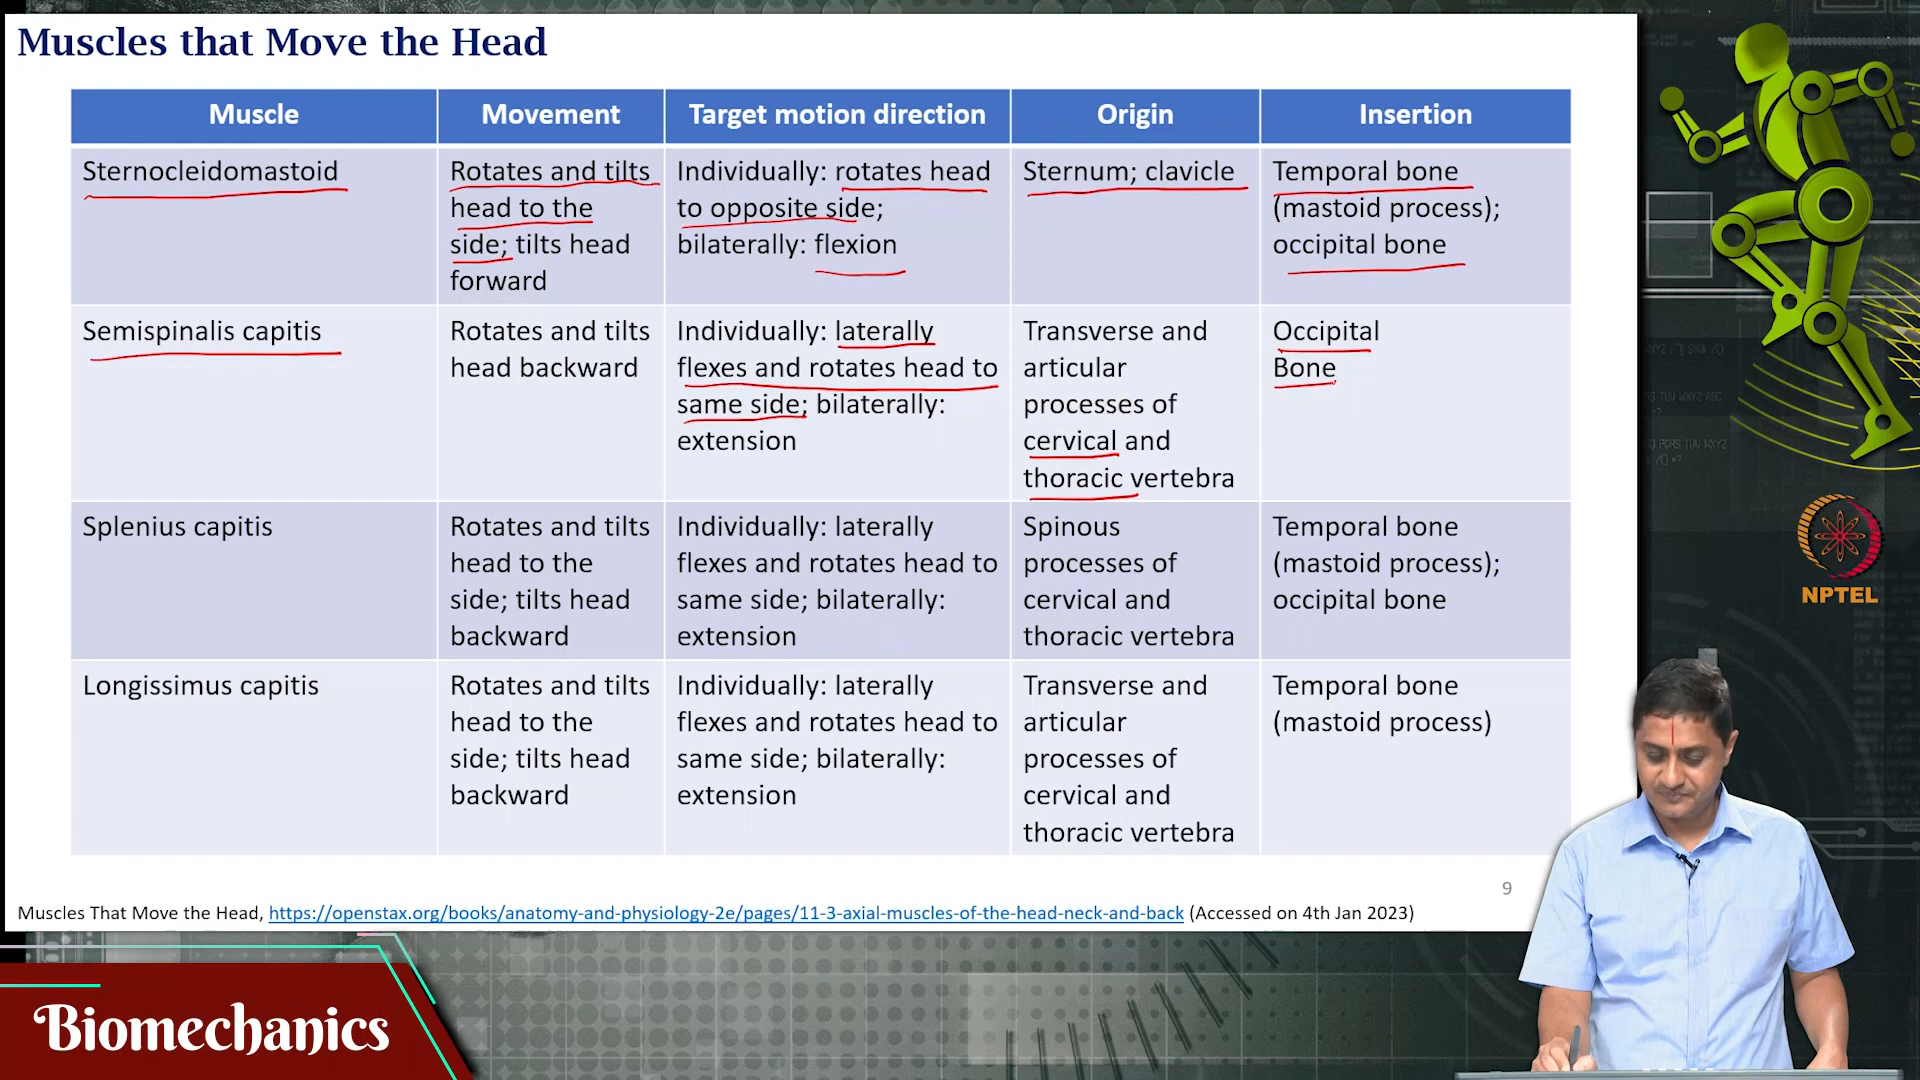 Muscles that Move the Head
Muscle Movement Target motion direction Origin Insertion
Sternocleidomastoid
Rotates and tilts
head to the
side; tilts head
forward
Individually: rotates head
to opposite side;
bilaterally: flexion
Sternum; clavicle
Temporal bone
(mastoid process);
occipital bone
Semispinalis capitis
Rotates and tilts
head backward
Individually: laterally
flexes and rotates head to
same side; bilaterally:
extension
Transverse and
articular
processes of
cervical and
thoracic vertebra
Occipital
Bone
Splenius capitis
Rotates and tilts
head to the
side; tilts head
backward
Individually: laterally
flexes and rotates head to
same side; bilaterally:
extension
Spinous
processes of
cervical and
thoracic vertebra
Temporal bone
(mastoid process);
occipital bone
Longissimus capitis
Rotates and tilts
head to the
side; tilts head
backward
Individually: laterally
flexes and rotates head to
same side; bilaterally:
extension
Transverse and
articular
processes of
cervical and
thoracic vertebra
Temporal bone
(mastoid process)
9
Muscles That Move the Head, https://openstax.org/books/anatomy-and-physiology-2e/pages/11-3-axial-muscles-of-the-head-neck-and-back (Accessed on 4th Jan 2023)
NPTEL
Biomechanics